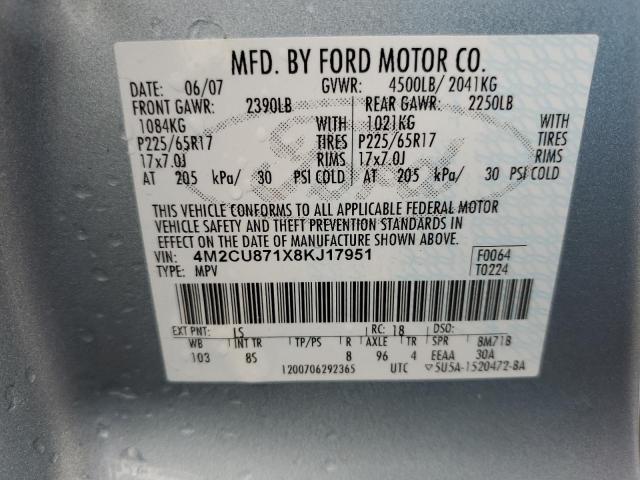 MFD. BY FORD MOTOR CO.
DATE: 06/07 GVWR: 4500LB/ 2041KG
FRONT GAWR: 2390LB REAR GAWR: 2250LB
1084KG WITH 1021KG WITH
P225/65R17 TIRES P225/65R17 TIRES
17x7.0J RIMS 17x7.0J RIMS
AT 205 kPa/ 30 PSI COLD AT 205 kPa/ 30 PSI COLD
THIS VEHICLE CONFORMS TO ALL APPLICABLE FEDERAL MOTOR
VEHICLE SAFETY AND THEFT PREVENTION STANDARDS IN
EFFECT ON THE DATE OF MANUFACTURE SHOWN ABOVE.
VIN: 4M2CU871X8KJ17951 F0064
TYPE: MPV T0224
EXT PNT: LS RC: 18 DSO:
WB INT TR TP/PS R AXLE TR SPR 8M71B
103 8S 8 96 4 EEAA 30A
1200706292365 UTC ▽5U5A-1520472-BA
Ford